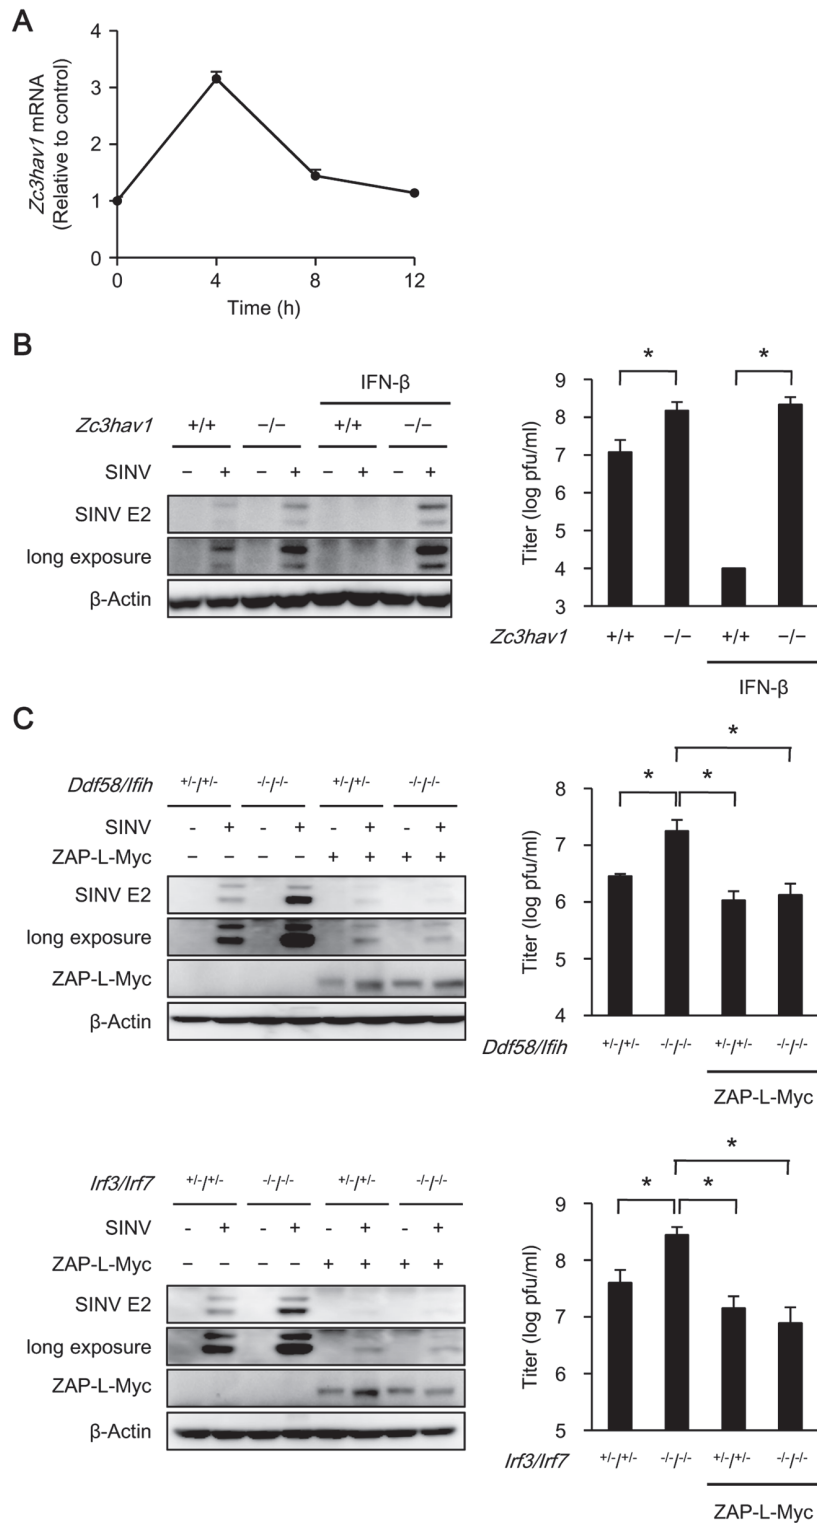 A
Zc3hav1 mRNA
(Relative to control)
4
3
2
1
0
0 4 8 12
Time (h)
B
IFN-β
Zc3hav1 +/+ −/− +/+ −/−
SINV − + − + − + − +
SINV E2
long exposure
β-Actin
* *
Titer (log pfu/ml)
9
8
7
6
5
4
3
Zc3hav1 +/+ −/− +/+ −/−
IFN-β
C
Ddf58/Ifih +/-/+/- -/-/-/- +/-/+/- -/-/-/-
SINV - + - + - + - +
ZAP-L-Myc − − − − + + + +
SINV E2
long exposure
ZAP-L-Myc
β-Actin
*
* *
Titer (log pfu/ml)
8
7
6
5
4
Ddf58/Ifih +/-/+/- -/-/-/- +/-/+/- -/-/-/-
ZAP-L-Myc
Irf3/Irf7 +/-/+/- -/-/-/- +/-/+/- -/-/-/-
SINV - + - + - + - +
ZAP-L-Myc − − − − + + + +
SINV E2
long exposure
ZAP-L-Myc
β-Actin
*
* *
Titer (log pfu/ml)
9
8
7
6
5
Irf3/Irf7 +/-/+/- -/-/-/- +/-/+/- -/-/-/-
ZAP-L-Myc